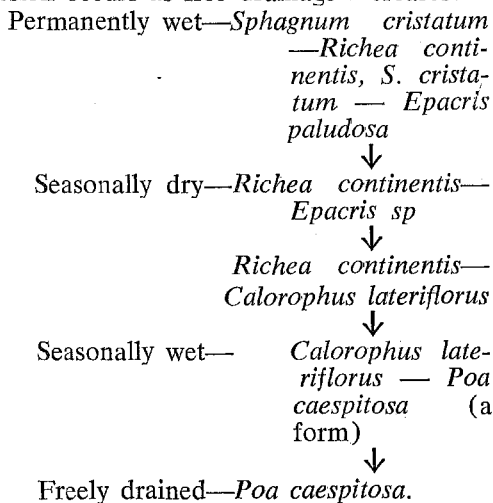 Permanently wet—Sphagnum cristatum
—Richea conti-
nentis, S. crista-
tum — Epacris
paludosa
↓
Seasonally dry—Richea continentis—
Epacris sp
↓
Richea continentis—
Calorophus lateriflorus
↓
Seasonally wet— Calorophus late-
riflorus — Poa
caespitosa (a
form)
↓
Freely drained—Poa caespitosa.